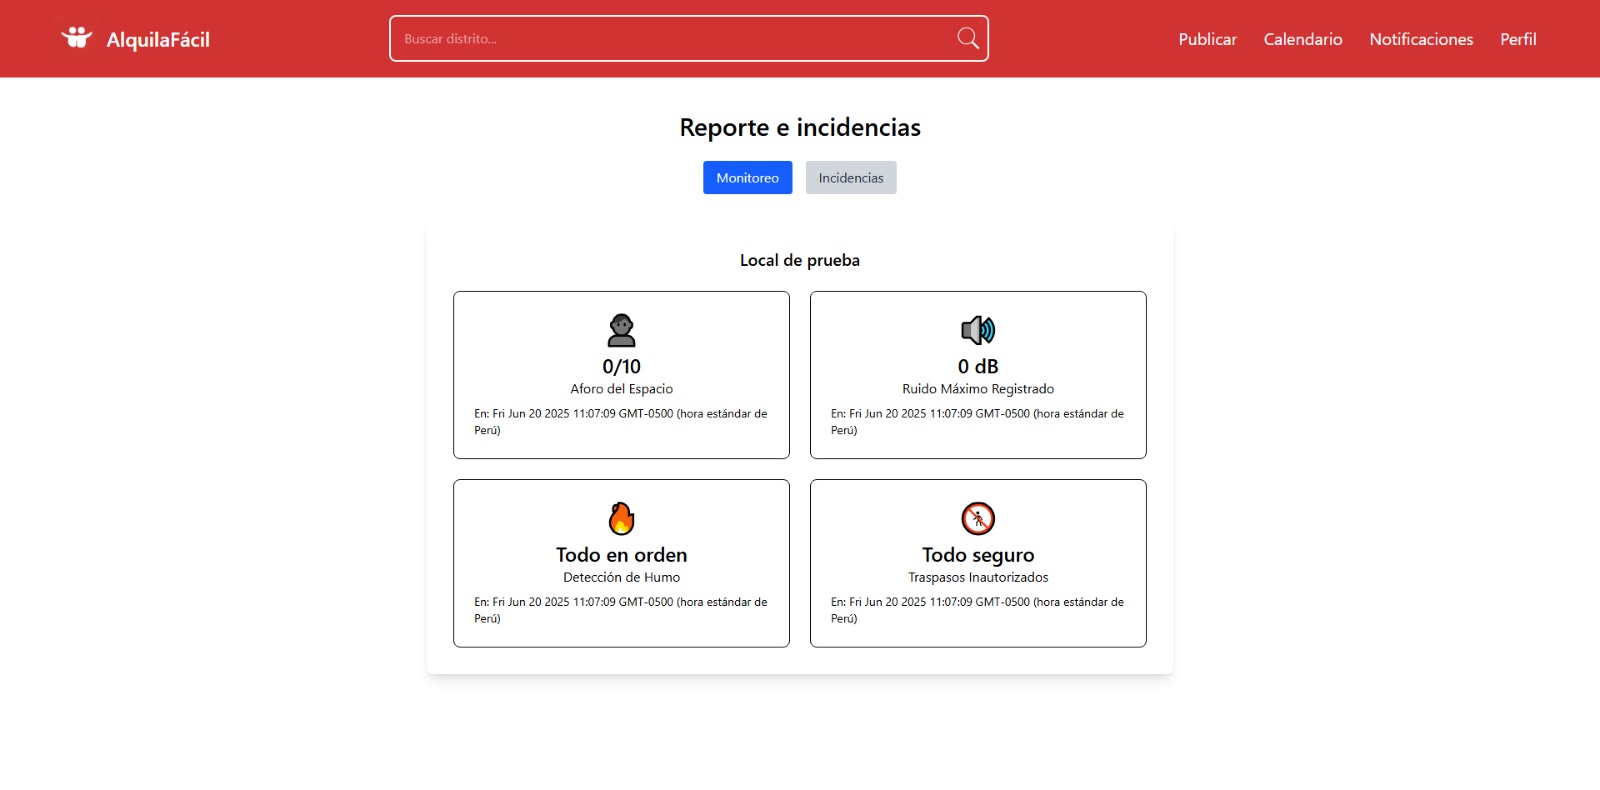 AlquilaFácil
Buscar distrito...
Publicar
Calendario
Notificaciones
Perfil
Reporte e incidencias
Monitoreo
Incidencias
Local de prueba
0/10
Aforo del Espacio
En: Fri Jun 20 2025 11:07:09 GMT-0500 (hora estándar de
Perú)
0 dB
Ruido Máximo Registrado
En: Fri Jun 20 2025 11:07:09 GMT-0500 (hora estándar de
Perú)
Todo en orden
Detección de Humo
En: Fri Jun 20 2025 11:07:09 GMT-0500 (hora estándar de
Perú)
Todo seguro
Traspasos Inautorizados
En: Fri Jun 20 2025 11:07:09 GMT-0500 (hora estándar de
Perú)